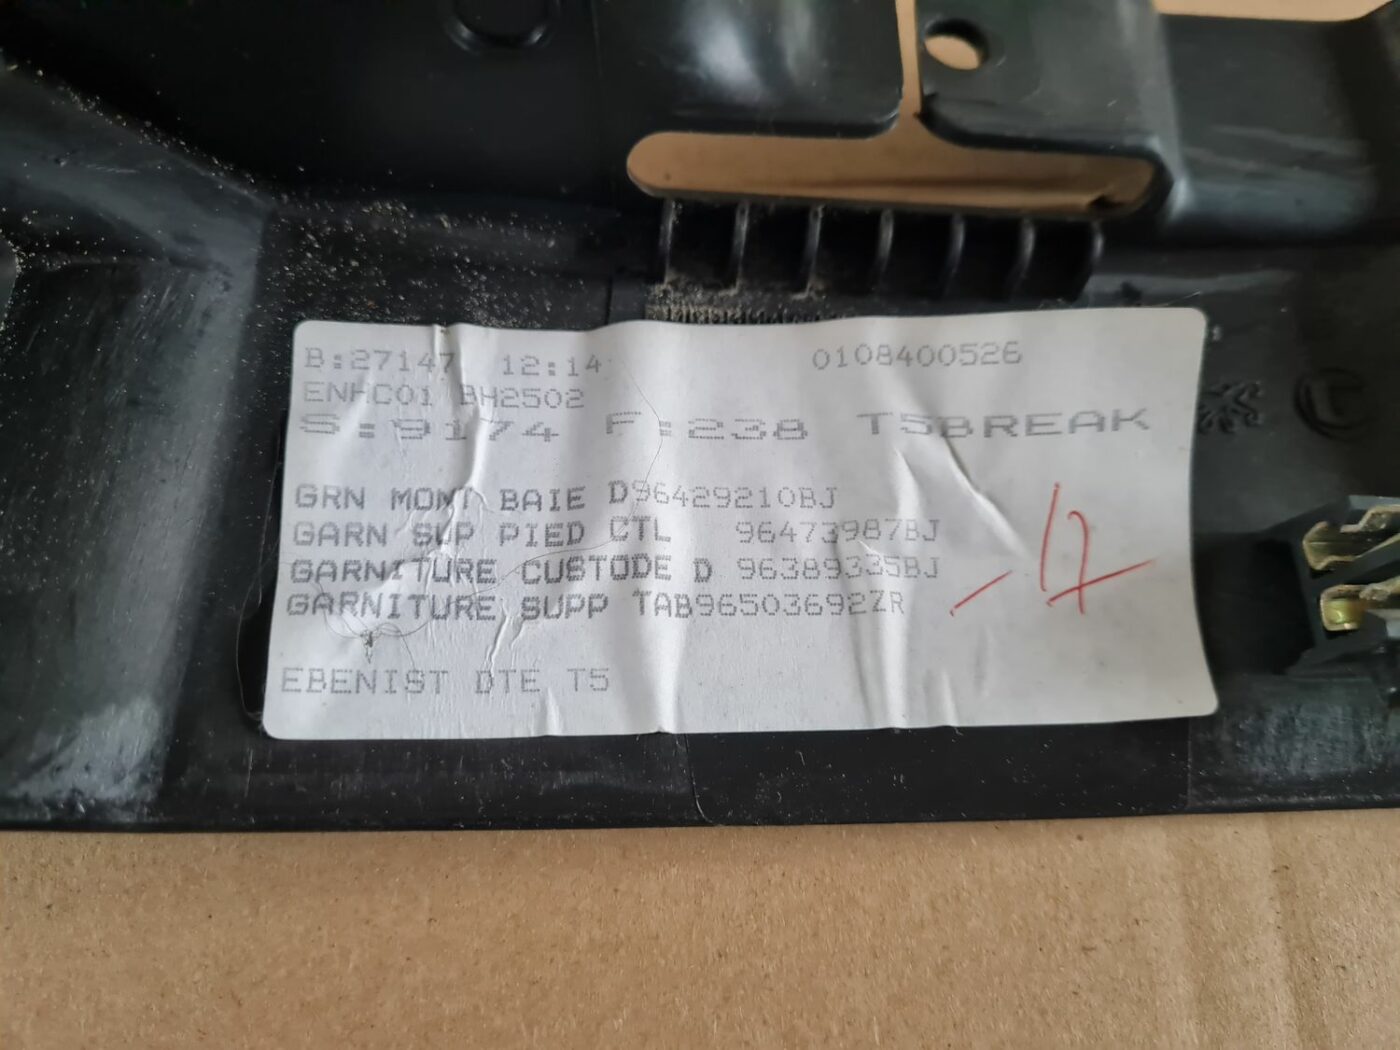 B:27147 12:14 0108400526
ENHC01 BH2502
S:9174 F:238 T5BREAK
GRN MONT BAIE D96429210BJ
GARN SUP PIED CTL 96473987BJ
GARNITURE CUSTODE D 96389335BJ
GARNITURE SUPP TAB96503692ZR
- 17 -
EBENIST DTE T5